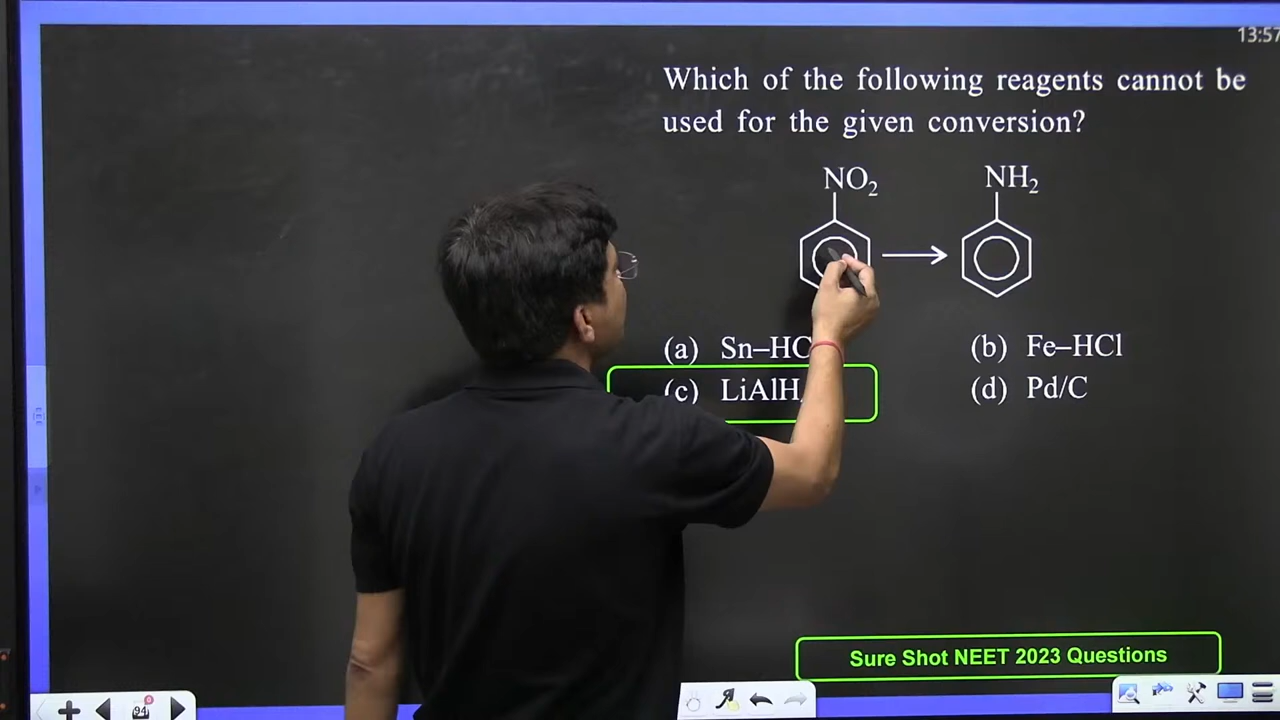 13:57
Which of the following reagents cannot be
used for the given conversion?
NO₂ NH₂
(a) Sn–HC (b) Fe–HCl
(c) LiAlH (d) Pd/C
Sure Shot NEET 2023 Questions
94